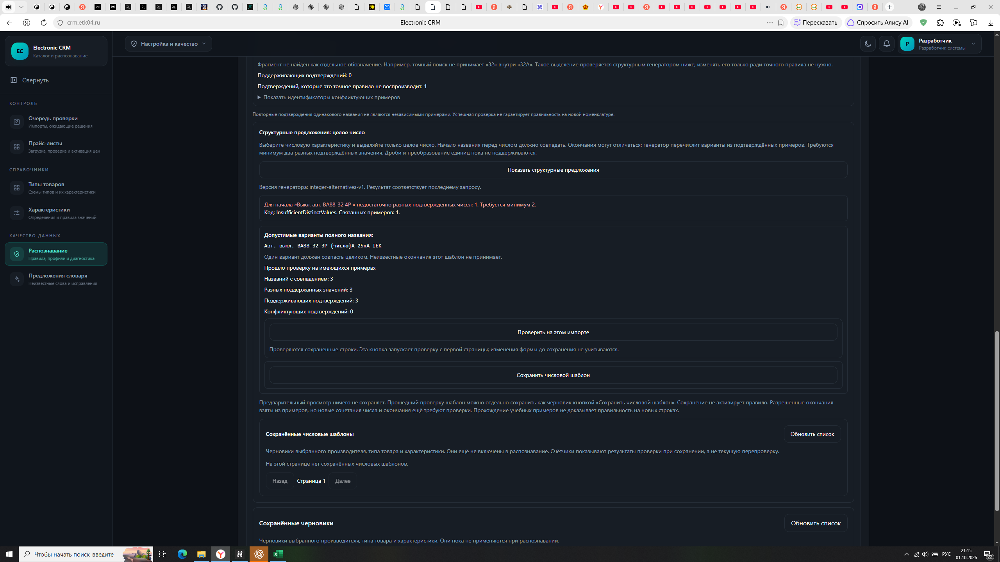 crm.etk04.ru
Electronic CRM
Пересказать
Спросить Алису AI
EC
Electronic CRM
Каталог и распознавание
Свернуть
КОНТРОЛЬ
Очередь проверки
Импорты, ожидающие решения
Прайс-листы
Загрузка, проверка и активация цен
СПРАВОЧНИКИ
Типы товаров
Схемы типов и их характеристики
Характеристики
Определения и правила значений
КАЧЕСТВО ДАННЫХ
Распознавание
Правила, профили и диагностика
Предложения словаря
Неизвестные слова и исправления
Настройка и качество
Р
Разработчик
Разработчик системы
Фрагмент не найден как отдельное обозначение. Например, точный поиск не принимает «32» внутри «32А». Такое выделение проверяется структурным генератором ниже; изменять его только ради точного правила не нужно.
Поддерживающих подтверждений: 0
Подтверждений, которые это точное правило не воспроизводит: 1
Показать идентификаторы конфликтующих примеров
Повторные подтверждения одинакового названия не являются независимыми примерами. Успешная проверка не гарантирует правильность на новой номенклатуре.
Структурные предложения: целое число
Выберите числовую характеристику и выделяйте только целое число. Начало названия перед числом должно совпадать. Окончания могут отличаться: генератор перечислит варианты из подтверждённых примеров. Требуются
минимум два разных подтверждённых значения. Дроби и преобразование единиц пока не поддерживаются.
Показать структурные предложения
Версия генератора: integer-alternatives-v1. Результат соответствует последнему запросу.
Для начала «Выкл. авт. ВА88-32 4Р » недостаточно разных подтверждённых чисел: 1. Требуется минимум 2.
Код: InsufficientDistinctValues. Связанных примеров: 1.
Допустимые варианты полного названия:
Авт. выкл. ВА88-32 3Р {число}А 25кА IEK
Один вариант должен совпасть целиком. Неизвестные окончания этот шаблон не принимает.
Прошло проверку на имеющихся примерах
Названий с совпадением: 3
Разных поддержанных значений: 3
Поддерживающих подтверждений: 3
Конфликтующих подтверждений: 0
Проверить на этом импорте
Проверяются сохранённые строки. Эта кнопка запускает проверку с первой страницы; изменения формы до сохранения не учитываются.
Сохранить числовой шаблон
Предварительный просмотр ничего не сохраняет. Прошедший проверку шаблон можно отдельно сохранить как черновик кнопкой «Сохранить числовой шаблон». Сохранение не активирует правило. Разрешённые окончания
взяты из примеров, но новые сочетания числа и окончания ещё требуют проверки. Прохождение учебных примеров не доказывает правильность на новых строках.
Сохранённые числовые шаблоны
Обновить список
Черновики выбранного производителя, типа товара и характеристики. Они ещё не включены в распознавание. Счётчики показывают результаты проверки при сохранении, а не текущую перепроверку.
На этой странице нет сохранённых числовых шаблонов.
Назад
Страница 1
Далее
Сохранённые черновики
Обновить список
Черновики выбранного производителя, типа товара и характеристики. Они пока не применяются при распознавании.
Чтобы начать поиск, введите
РУС
21:15
01.10.2026
22